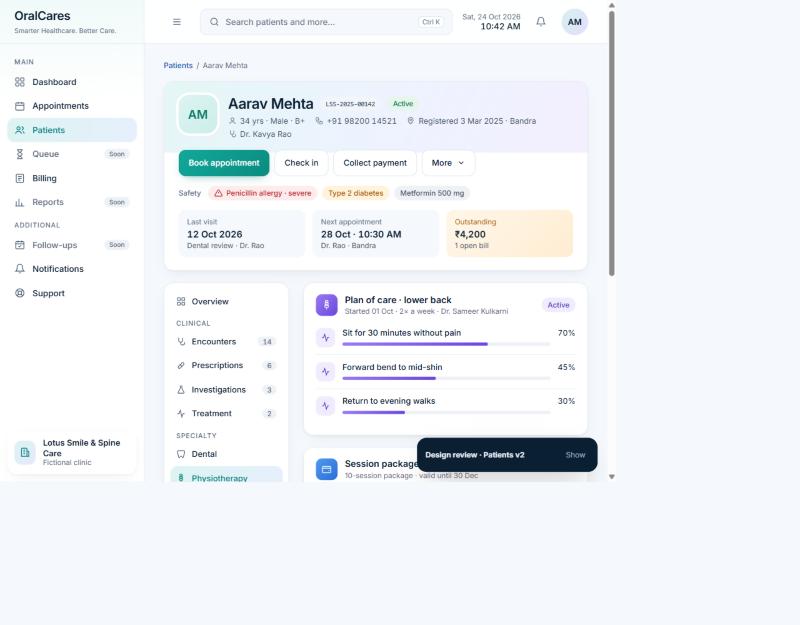 OralCares
Smarter Healthcare. Better Care.
MAIN
Dashboard
Appointments
Patients
Queue Soon
Billing
Reports Soon
ADDITIONAL
Follow-ups Soon
Notifications
Support
Lotus Smile & Spine
Care
Fictional clinic
Search patients and more... Ctrl K
Sat, 24 Oct 2026
10:42 AM
AM
Patients / Aarav Mehta
AM
Aarav Mehta LSS-2025-00142 Active
34 yrs · Male · B+ +91 98200 14521 Registered 3 Mar 2025 · Bandra
Dr. Kavya Rao
Book appointment Check in Collect payment More
Safety Penicillin allergy · severe Type 2 diabetes Metformin 500 mg
Last visit
12 Oct 2026
Dental review · Dr. Rao
Next appointment
28 Oct · 10:30 AM
Dr. Rao · Bandra
Outstanding
₹4,200
1 open bill
Overview
CLINICAL
Encounters 14
Prescriptions 6
Investigations 3
Treatment 2
SPECIALTY
Dental
Physiotherapy
Plan of care · lower back
Started 01 Oct · 2× a week · Dr. Sameer Kulkarni
Active
Sit for 30 minutes without pain 70%
Forward bend to mid-shin 45%
Return to evening walks 30%
Session package
10-session package · valid until 30 Dec
Design review · Patients v2 Show